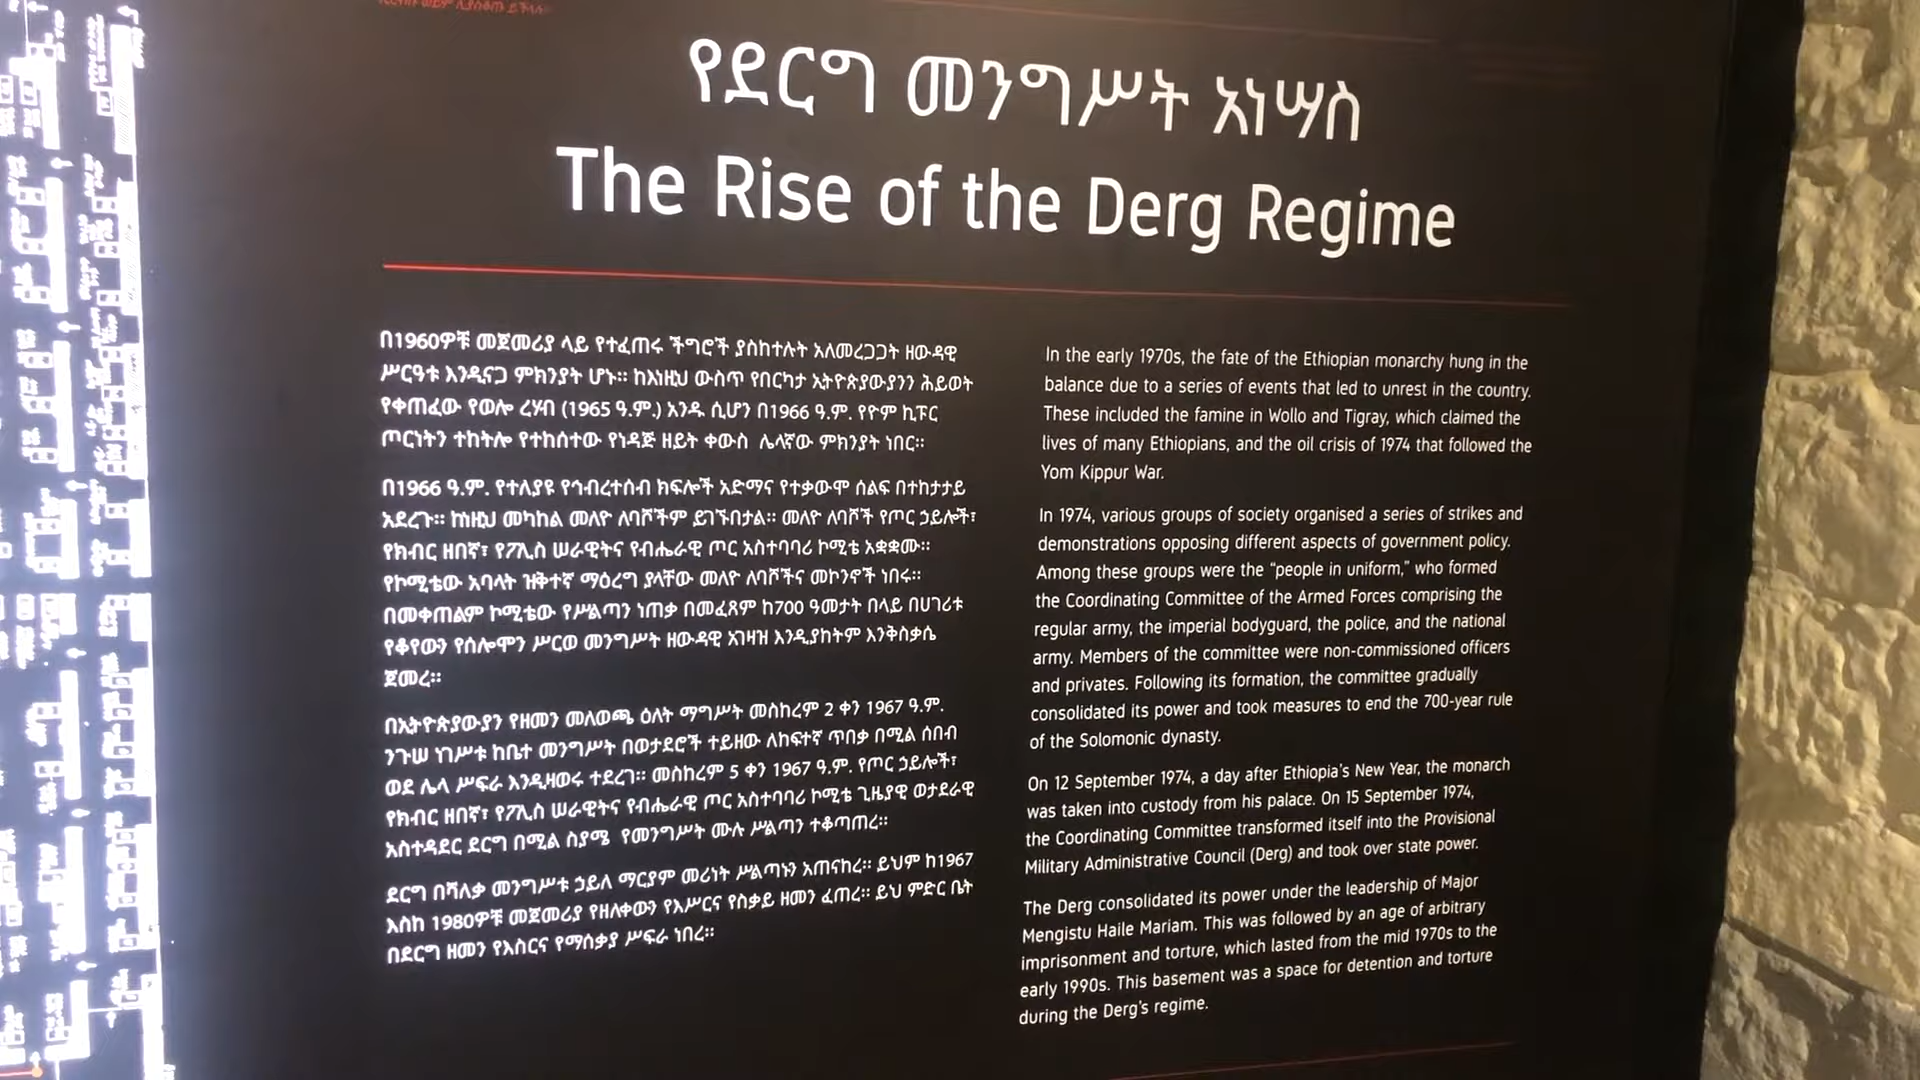 የደርግ መንግሥት አነሣስ
The Rise of the Derg Regime
በ1960ዎቹ መጀመሪያ ላይ የተፈጠሩ ችግሮች ያስከተሉት አለመረጋጋት ዘውዳዊ
ሥርዓቱ እንዲናጋ ምክንያት ሆኑ። ከእነዚህ ውስጥ የበርካታ ኢትዮጵያውያንን ሕይወት
የቀጠፈው የወሎ ረሃብ (1965 ዓ.ም.) አንዱ ሲሆን በ1966 ዓ.ም. የዮም ኪፑር
ጦርነትን ተከትሎ የተከሰተው የነዳጅ ዘይት ቀውስ ሌላኛው ምክንያት ነበር።
በ1966 ዓ.ም. የተለያዩ የኅብረተሰብ ክፍሎች አድማና የተቃውሞ ሰልፍ በተከታታይ
አደረጉ። ከነዚህ መካከል መለዮ ለባሾችም ይገኙበታል። መለዮ ለባሾች የጦር ኃይሎች፣
የክብር ዘበኛ፣ የፖሊስ ሠራዊትና የብሔራዊ ጦር አስተባባሪ ኮሚቴ አቋቋሙ።
የኮሚቴው አባላት ዝቅተኛ ማዕረግ ያላቸው መለዮ ለባሾችና መኮንኖች ነበሩ።
በመቀጠልም ኮሚቴው የሥልጣን ነጠቃ በመፈጸም ከ700 ዓመታት በላይ በሀገሪቱ
የቆየውን የሰሎሞን ሥርወ መንግሥት ዘውዳዊ አገዛዝ እንዲያከትም እንቅስቃሴ
ጀመረ።
በኢትዮጵያውያን የዘመን መለወጫ ዕለት ማግሥት መስከረም 2 ቀን 1967 ዓ.ም.
ንጉሠ ነገሥቱ ከቤተ መንግሥት በወታደሮች ተይዘው ለከፍተኛ ጥበቃ በሚል ሰበብ
ወደ ሌላ ሥፍራ እንዲዛወሩ ተደረገ። መስከረም 5 ቀን 1967 ዓ.ም. የጦር ኃይሎች፣
የክብር ዘበኛ፣ የፖሊስ ሠራዊትና የብሔራዊ ጦር አስተባባሪ ኮሚቴ ጊዜያዊ ወታደራዊ
አስተዳደር ደርግ በሚል ስያሜ የመንግሥት ሙሉ ሥልጣን ተቆጣጠረ።
ደርግ በሻለቃ መንግሥቱ ኃይለ ማርያም መሪነት ሥልጣኑን አጠናከረ። ይህም ከ1967
እስከ 1980ዎቹ መጀመሪያ የዘለቀውን የእሥርና የስቃይ ዘመን ፈጠረ። ይህ ምድር ቤት
በደርግ ዘመን የእስርና የማሰቃያ ሥፍራ ነበረ።
In the early 1970s, the fate of the Ethiopian monarchy hung in the
balance due to a series of events that led to unrest in the country.
These included the famine in Wollo and Tigray, which claimed the
lives of many Ethiopians, and the oil crisis of 1974 that followed the
Yom Kippur War.
In 1974, various groups of society organised a series of strikes and
demonstrations opposing different aspects of government policy.
Among these groups were the “people in uniform,” who formed
the Coordinating Committee of the Armed Forces comprising the
regular army, the imperial bodyguard, the police, and the national
army. Members of the committee were non-commissioned officers
and privates. Following its formation, the committee gradually
consolidated its power and took measures to end the 700-year rule
of the Solomonic dynasty.
On 12 September 1974, a day after Ethiopia's New Year, the monarch
was taken into custody from his palace. On 15 September 1974,
the Coordinating Committee transformed itself into the Provisional
Military Administrative Council (Derg) and took over state power.
The Derg consolidated its power under the leadership of Major
Mengistu Haile Mariam. This was followed by an age of arbitrary
imprisonment and torture, which lasted from the mid 1970s to the
early 1990s. This basement was a space for detention and torture
during the Derg's regime.